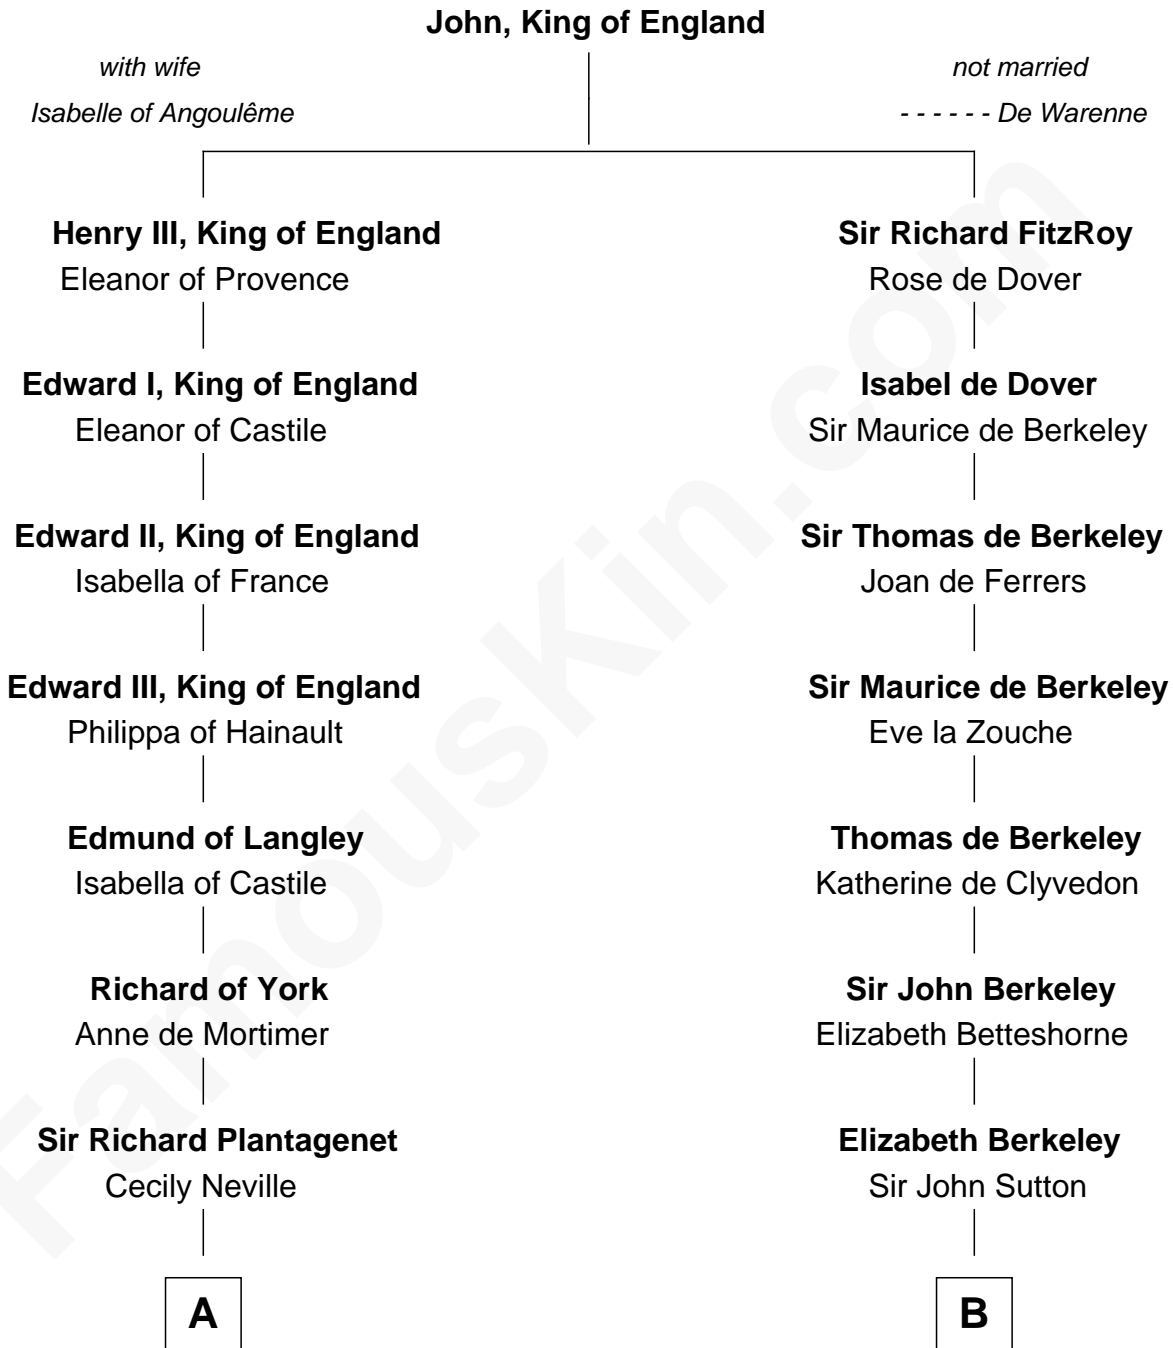 John, King of England
with wife
Isabelle of Angoulême
not married
- - - - - - De Warenne
Henry III, King of England
Eleanor of Provence
Edward I, King of England
Eleanor of Castile
Edward II, King of England
Isabella of France
Edward III, King of England
Philippa of Hainault
Edmund of Langley
Isabella of Castile
Richard of York
Anne de Mortimer
Sir Richard Plantagenet
Cecily Neville
A
Sir Richard FitzRoy
Rose de Dover
Isabel de Dover
Sir Maurice de Berkeley
Sir Thomas de Berkeley
Joan de Ferrers
Sir Maurice de Berkeley
Eve la Zouche
Thomas de Berkeley
Katherine de Clyvedon
Sir John Berkeley
Elizabeth Betteshorne
Elizabeth Berkeley
Sir John Sutton
B
FamousKin.com